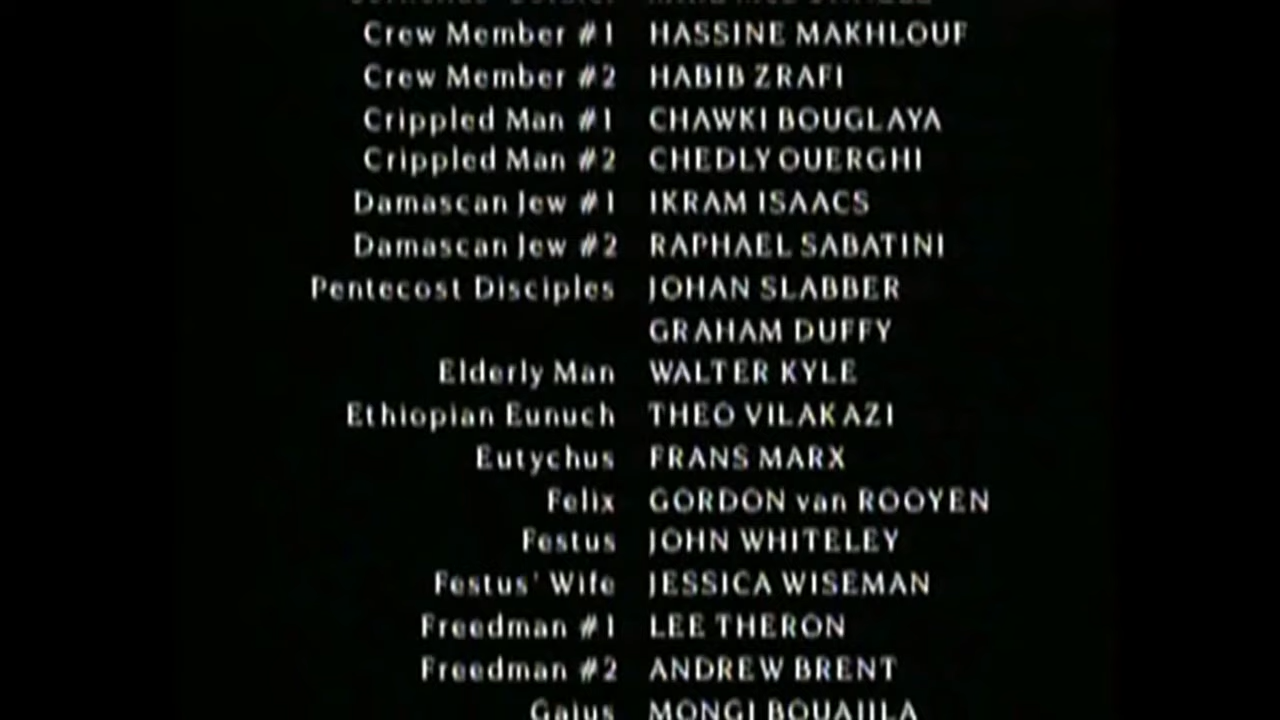 Crew Member #1 HASSINE MAKHLOUF
Crew Member #2 HABIB ZRAFI
Crippled Man #1 CHAWKI BOUGLAYA
Crippled Man #2 CHEDLY OUERGHI
Damascan Jew #1 IKRAM ISAACS
Damascan Jew #2 RAPHAEL SABATINI
Pentecost Disciples JOHAN SLABBER
GRAHAM DUFFY
Elderly Man WALTER KYLE
Ethiopian Eunuch THEO VILAKAZI
Eutychus FRANS MARX
Felix GORDON van ROOYEN
Festus JOHN WHITELEY
Festus' Wife JESSICA WISEMAN
Freedman #1 LEE THERON
Freedman #2 ANDREW BRENT
Gaius MONGI BOUAJILA